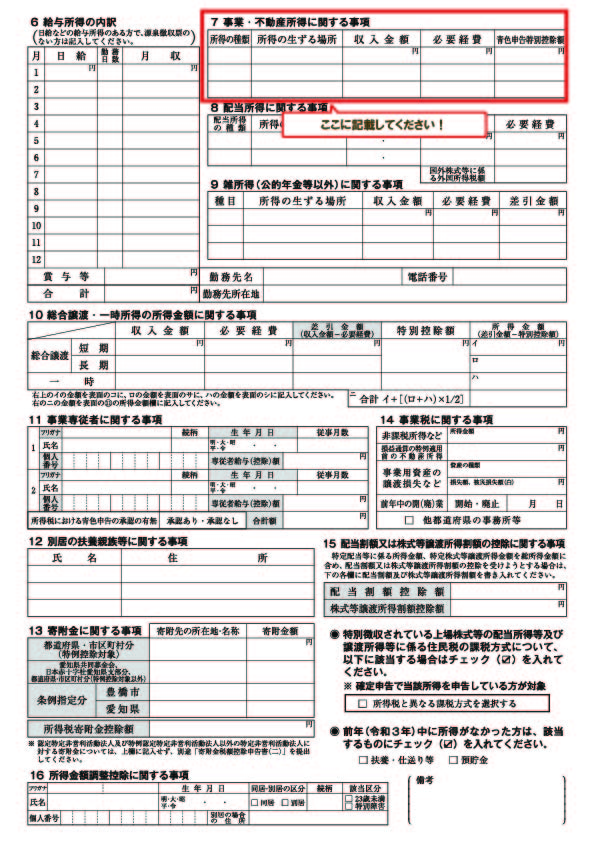 6 給与所得の内訳
(日給などの給与所得のある方で、源泉徴収票の
ない方は記入してください。)
月 日給 勤務日数 月収
1 円 円
2
3
4
5
6
7
8
9
10
11
12
賞与等 円
合計 円
勤務先名 電話番号
勤務先所在地
7 事業・不動産所得に関する事項
所得の種類 所得の生ずる場所 収入金額 必要経費 青色申告特別控除額
円 円 円
ここに記載してください！
8 配当所得に関する事項
配当所得の種類 所得の 必要経費
円 円
国外株式等に係る外国所得税額
9 雑所得(公的年金等以外)に関する事項
種目 所得の生ずる場所 収入金額 必要経費 差引金額
円 円 円
10 総合譲渡・一時所得の所得金額に関する事項
収入金額 必要経費 差引金額(収入金額−必要経費) 特別控除額 所得金額(差引金額−特別控除額)
総合譲渡 短期 円 円 円 円 イ 円
長期 ロ
一時 ハ
右上のイの金額を表面のコに、ロの金額を表面のサに、ハの金額を表面のシに記入してください。
右のニの金額を表面の⑪の所得金額欄に記入してください。
ニ 合計 イ+[(ロ+ハ)×1/2]
11 事業専従者に関する事項
1 フリガナ 続柄 生年月日 従事月数
氏名 明・大・昭 平・令 ・ ・
個人番号 専従者給与(控除)額 円
2 フリガナ 続柄 生年月日 従事月数
氏名 明・大・昭 平・令 ・ ・
個人番号 専従者給与(控除)額 円
所得税における青色申告の承認の有無 承認あり・承認なし 合計額 円
14 事業税に関する事項
非課税所得など 所得金額 円
損益通算の特例適用前の不動産所得 円
事業用資産の譲渡損失など 資産の種類
損失額、被災損失額(白) 円
前年中の開(廃)業 開始・廃止 月 日
□ 他都道府県の事務所等
12 別居の扶養親族等に関する事項
氏名 住所
15 配当割額又は株式等譲渡所得割額の控除に関する事項
特定配当等に係る所得金額、特定株式等譲渡所得金額を総所得金額に
含め、配当割額又は株式等譲渡所得割額の控除を受けようとする場合は、
下の各欄に配当割額及び株式等譲渡所得割額を書き入れてください。
配当割額控除額 円
株式等譲渡所得割額控除額
13 寄附金に関する事項 寄附先の所在地・名称 寄附金額
都道府県・市区町村分(特例控除対象) 円
愛知県共同募金会、
日本赤十字社愛知県支部分、
都道府県・市区町村分(特例控除対象以外)
条例指定分 豊橋市
愛知県
所得税寄附金控除額 円
※ 認定特定非営利活動法人及び特例認定特定非営利活動法人以外の特定非営利活動法人に
対する寄附金については、上欄に記入せず、別途「寄附金税額控除申告書(二)」を提出
してください。
◉ 特別徴収されている上場株式等の配当所得等及び
譲渡所得等に係る住民税の課税方式について、
以下に該当する場合はチェック(☑)を入れて
ください。
※ 確定申告で当該所得を申告している方が対象
□ 所得税と異なる課税方式を選択する
◉ 前年(令和3年)中に所得がなかった方は、該当
するものにチェック(☑)を入れてください。
□ 扶養・仕送り等 □ 預貯金
備考
16 所得金額調整控除に関する事項
フリガナ 生年月日 同居・別居の区分 続柄 該当区分
氏名 明・大・昭 平・令 ・ ・ □ 同居 □ 別居 □ 23歳未満 □ 特別障害
個人番号 別居の場合の住所